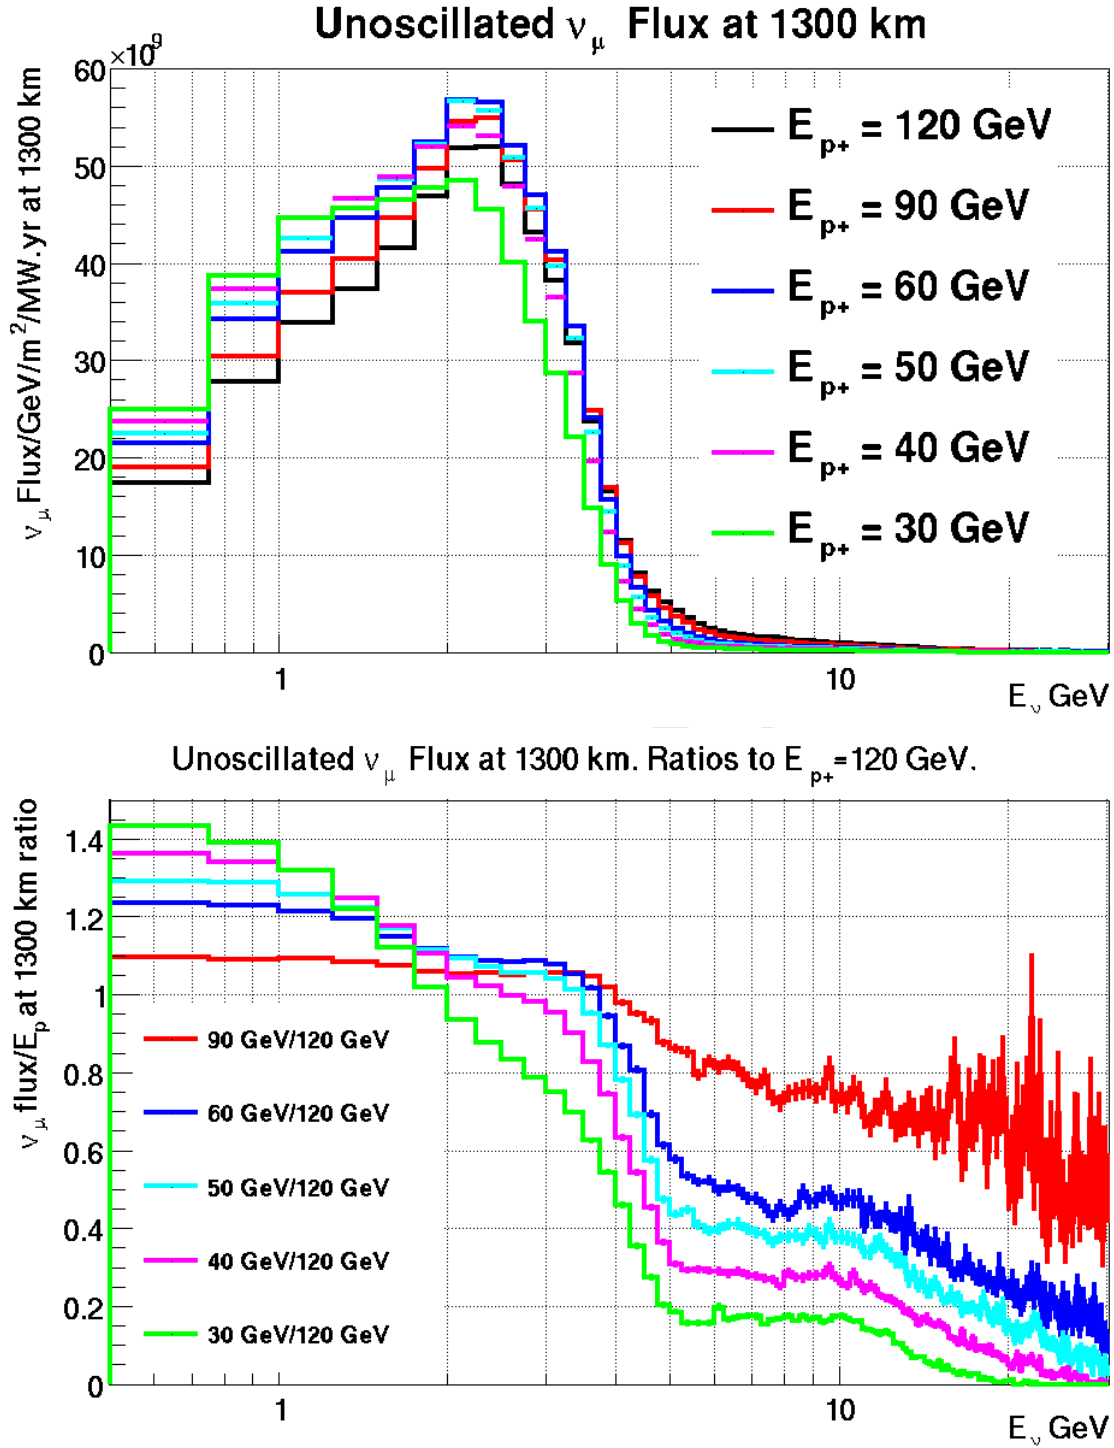 Unoscillated ν_μ Flux at 1300 km
×10⁹
ν_μ Flux/GeV/m²/MW.yr at 1300 km
60
50
40
30
20
10
0
E_p+ = 120 GeV
E_p+ = 90 GeV
E_p+ = 60 GeV
E_p+ = 50 GeV
E_p+ = 40 GeV
E_p+ = 30 GeV
1 10
E_ν GeV
Unoscillated ν_μ Flux at 1300 km. Ratios to E_p+=120 GeV.
ν_μ flux/E_p at 1300 km ratio
1.4
1.2
1
0.8
0.6
0.4
0.2
0
90 GeV/120 GeV
60 GeV/120 GeV
50 GeV/120 GeV
40 GeV/120 GeV
30 GeV/120 GeV
1 10
E_ν GeV